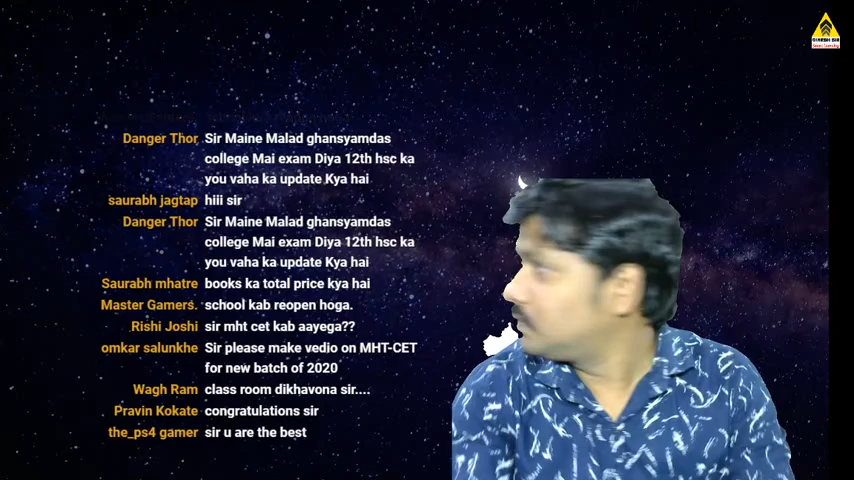 DINESH SIR
Danger Thor Sir Maine Malad ghansyamdas
college Mai exam Diya 12th hsc ka
you vaha ka update Kya hai
saurabh jagtap hiii sir
Danger Thor Sir Maine Malad ghansyamdas
college Mai exam Diya 12th hsc ka
you vaha ka update Kya hai
Saurabh mhatre books ka total price kya hai
Master Gamers. school kab reopen hoga.
Rishi Joshi sir mht cet kab aayega??
omkar salunkhe Sir please make vedio on MHT-CET
for new batch of 2020
Wagh Ram class room dikhavona sir....
Pravin Kokate congratulations sir
the_ps4 gamer sir u are the best